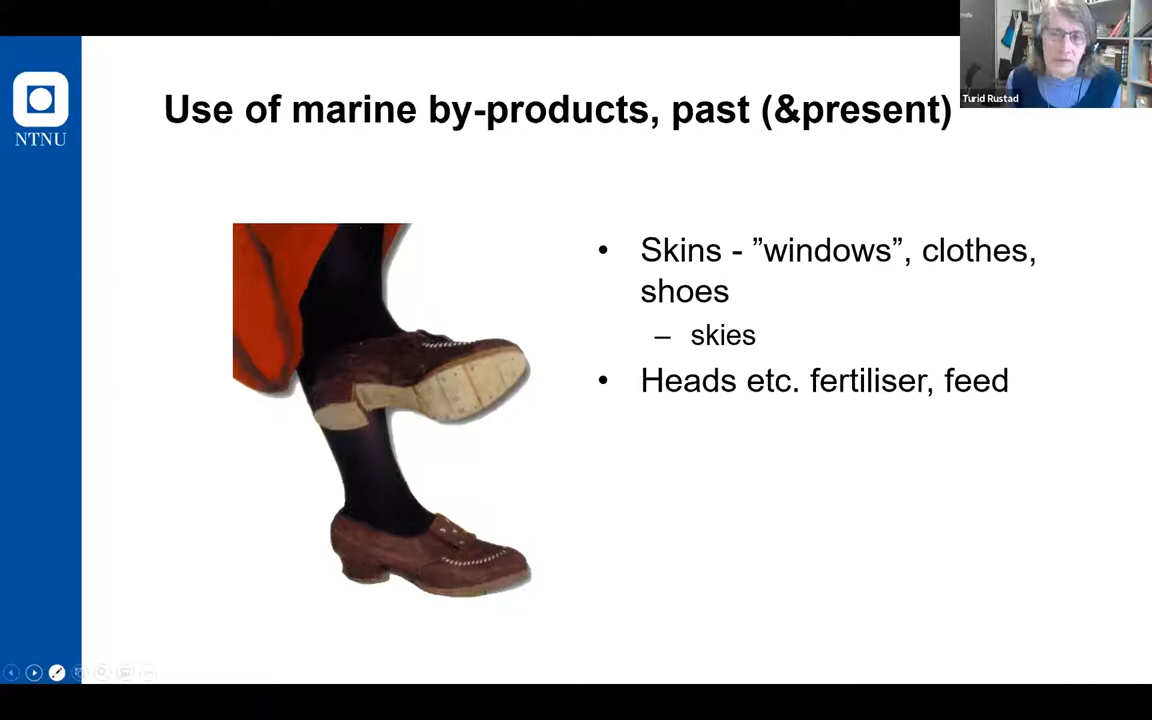 Turid Rustad
Use of marine by-products, past (&present)
NTNU
• Skins - ”windows”, clothes,
shoes
– skies
• Heads etc. fertiliser, feed